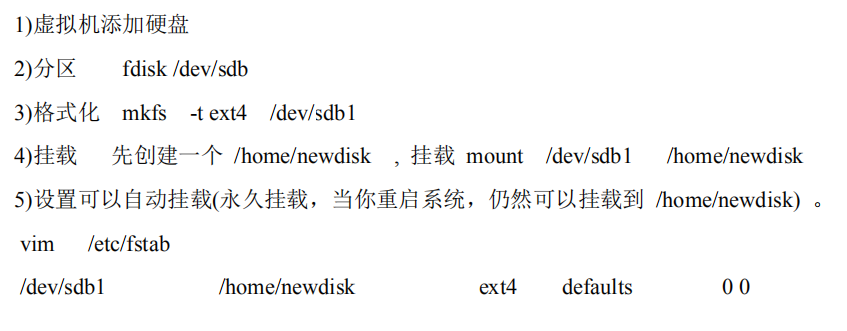 1)虚拟机添加硬盘
2)分区 fdisk /dev/sdb
3)格式化 mkfs -t ext4 /dev/sdb1
4)挂载 先创建一个 /home/newdisk , 挂载 mount /dev/sdb1 /home/newdisk
5)设置可以自动挂载(永久挂载，当你重启系统，仍然可以挂载到 /home/newdisk) 。
vim /etc/fstab
/dev/sdb1 /home/newdisk ext4 defaults 0 0